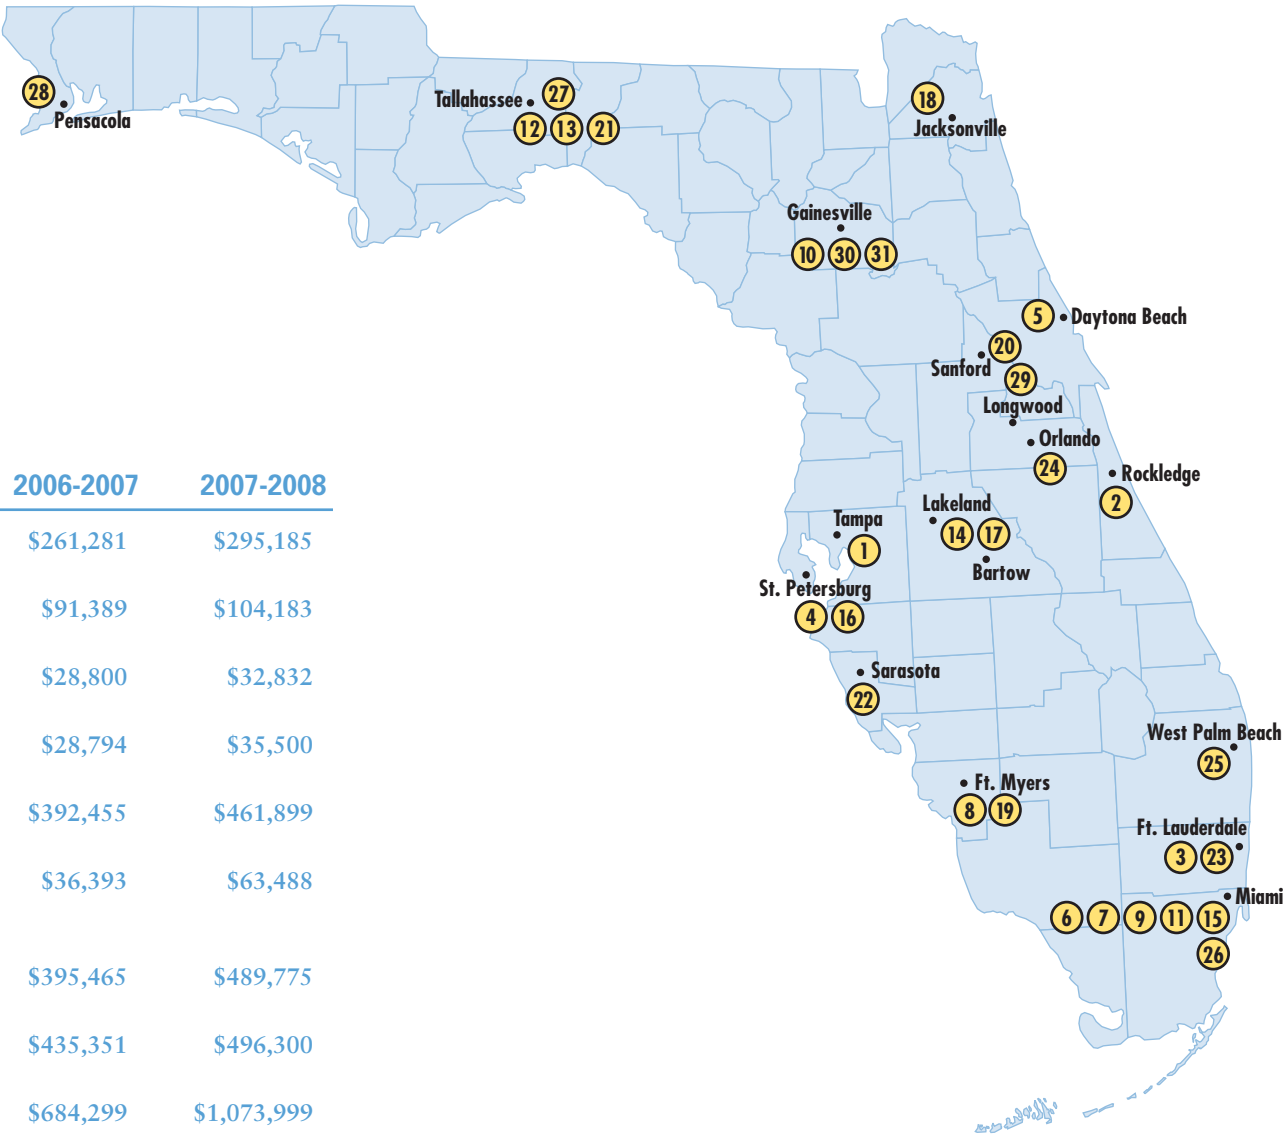 28
Pensacola
Tallahassee
27
12 13 21
18
Jacksonville
Gainesville
10 30 31
5 Daytona Beach
20
Sanford
29
Longwood
Orlando
24
Rockledge
2
Lakeland
14 17
Bartow
Tampa
1
St. Petersburg
4 16
Sarasota
22
West Palm Beach
25
Ft. Myers
8 19
Ft. Lauderdale
3 23
Miami
6 7 9 11 15
26
2006-2007 2007-2008
$261,281 $295,185
$91,389 $104,183
$28,800 $32,832
$28,794 $35,500
$392,455 $461,899
$36,393 $63,488
$395,465 $489,775
$435,351 $496,300
$684,299 $1,073,999